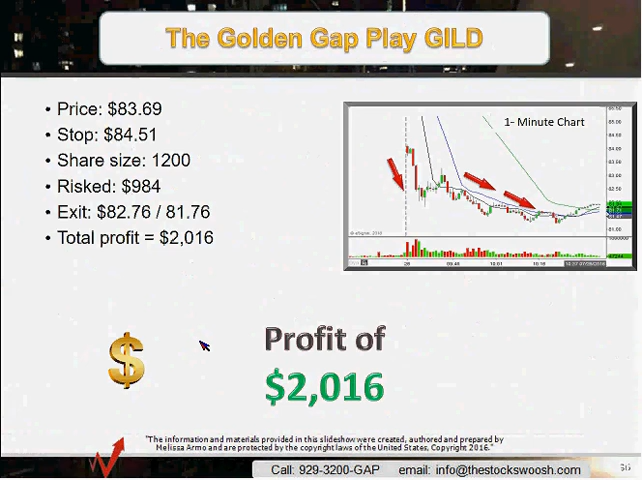 The Golden Gap Play GILD
• Price: $83.69
• Stop: $84.51
• Share size: 1200
• Risked: $984
• Exit: $82.76 / 81.76
• Total profit = $2,016
1- Minute Chart
Profit of
$2,016
"The information and materials provided in this slideshow were created, authored and prepared by
Melissa Armo and are protected by the copyright laws of the United States, Copyright 2016."
Call: 929-3200-GAP email: info@thestockswoosh.com